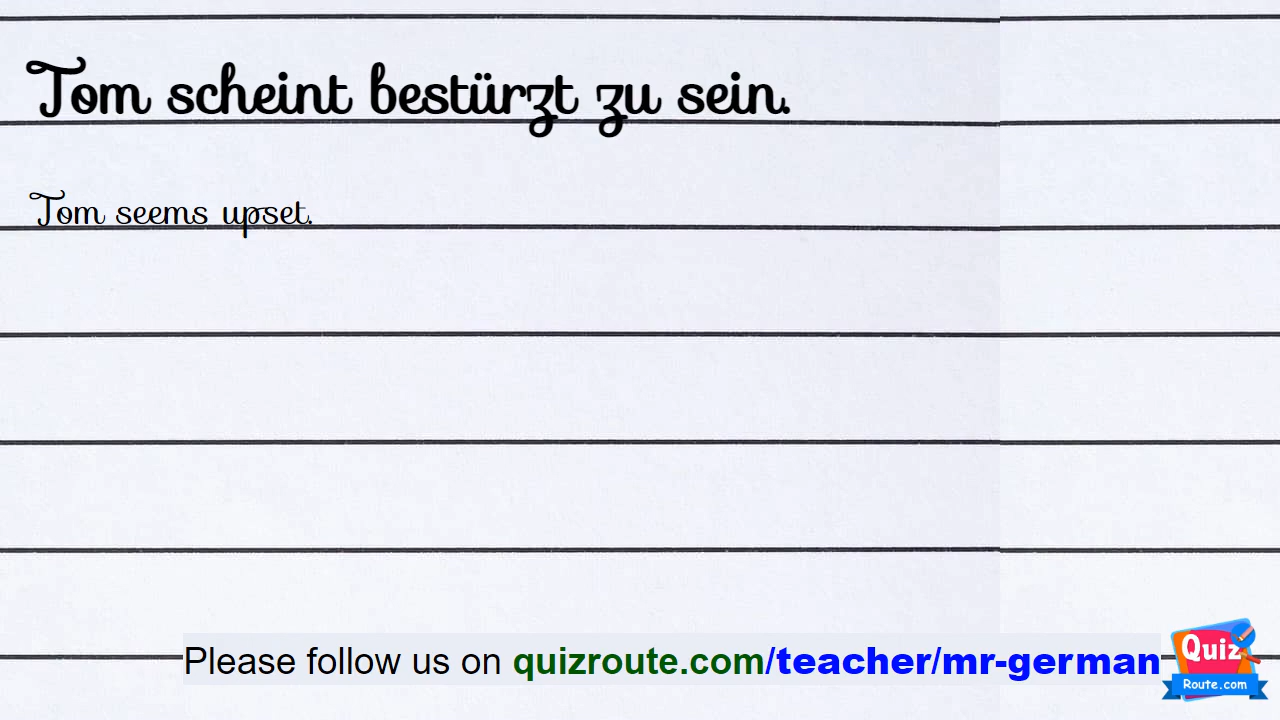 Tom scheint bestürzt zu sein.
Tom seems upset.
Please follow us on quizroute.com/teacher/mr-german
Quiz
Route.com